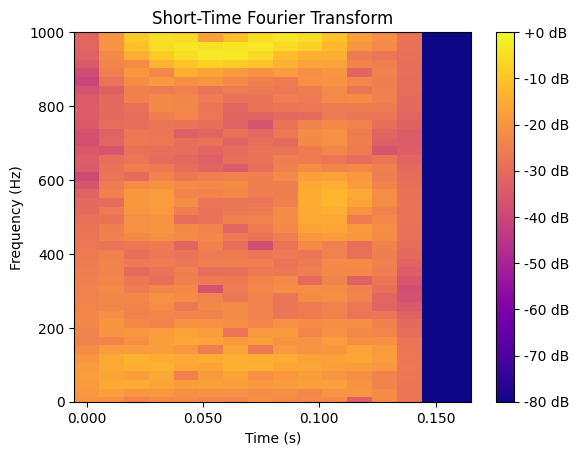 Short-Time Fourier Transform
1000
800
600
400
200
0
Frequency (Hz)
0.000
0.050
0.100
0.150
Time (s)
+0 dB
-10 dB
-20 dB
-30 dB
-40 dB
-50 dB
-60 dB
-70 dB
-80 dB